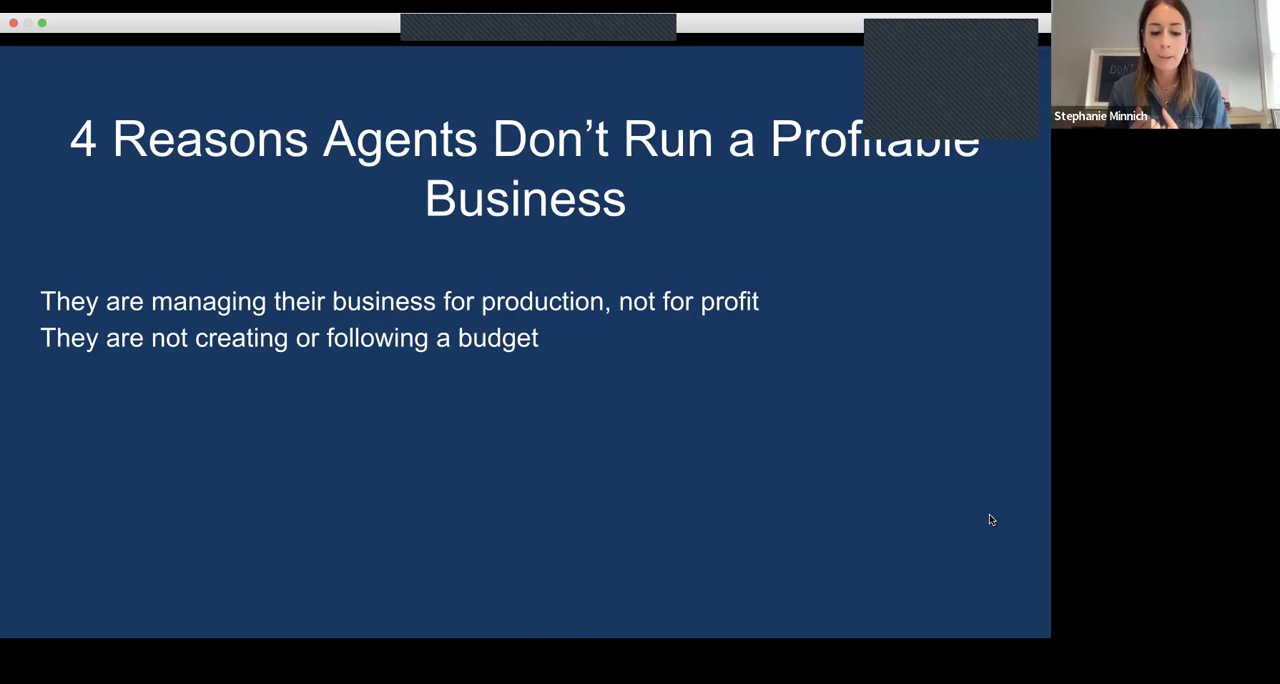 4 Reasons Agents Don’t Run a Profitable
Business
They are managing their business for production, not for profit
They are not creating or following a budget
Stephanie Minnich